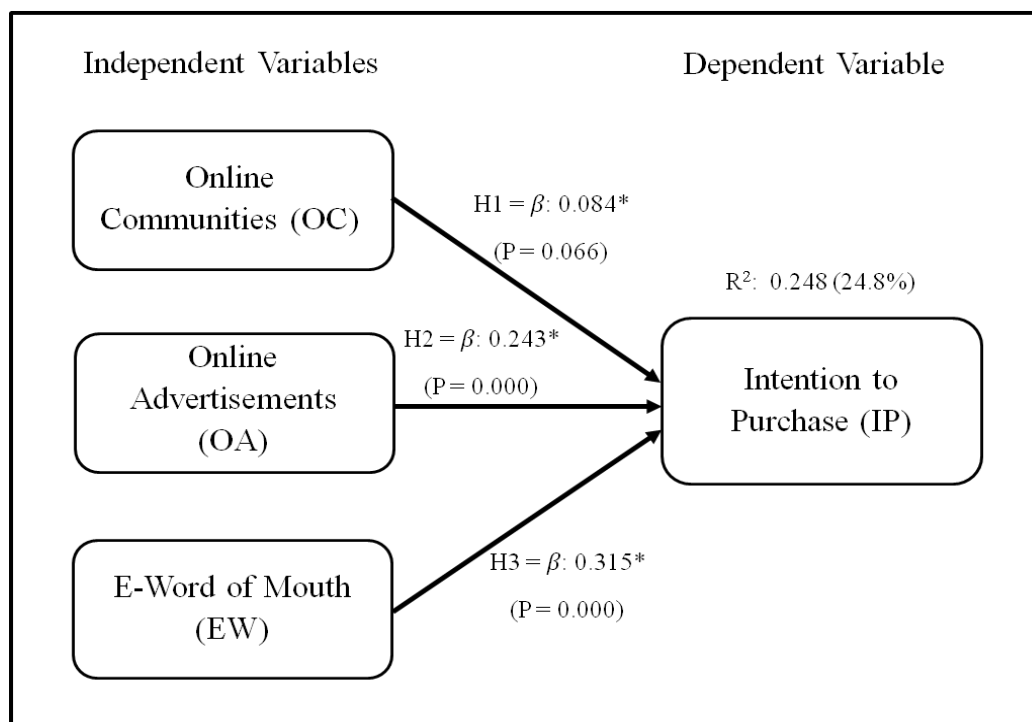 Independent Variables
Dependent Variable
Online
Communities (OC)
H1 = β: 0.084*
(P = 0.066)
R²: 0.248 (24.8%)
Online
Advertisements
(OA)
H2 = β: 0.243*
(P = 0.000)
Intention to
Purchase (IP)
E-Word of Mouth
(EW)
H3 = β: 0.315*
(P = 0.000)